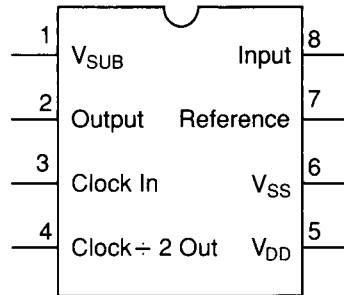 1 V_SUB Input 8
2 Output Reference 7
3 Clock In V_SS 6
4 Clock ÷ 2 Out V_DD 5